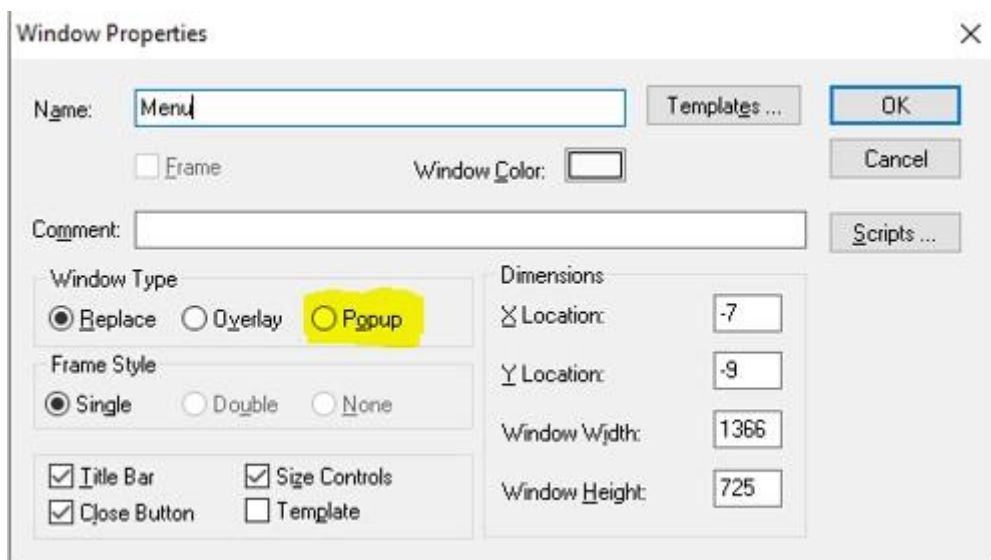 Window Properties
Name: Menu Templates ... OK
Frame Window Color: Cancel
Comment: Scripts ...
Window Type
Replace Overlay Popup
Frame Style
Single Double None
Title Bar Size Controls
Close Button Template
Dimensions
X Location: -7
Y Location: -9
Window Width: 1366
Window Height: 725